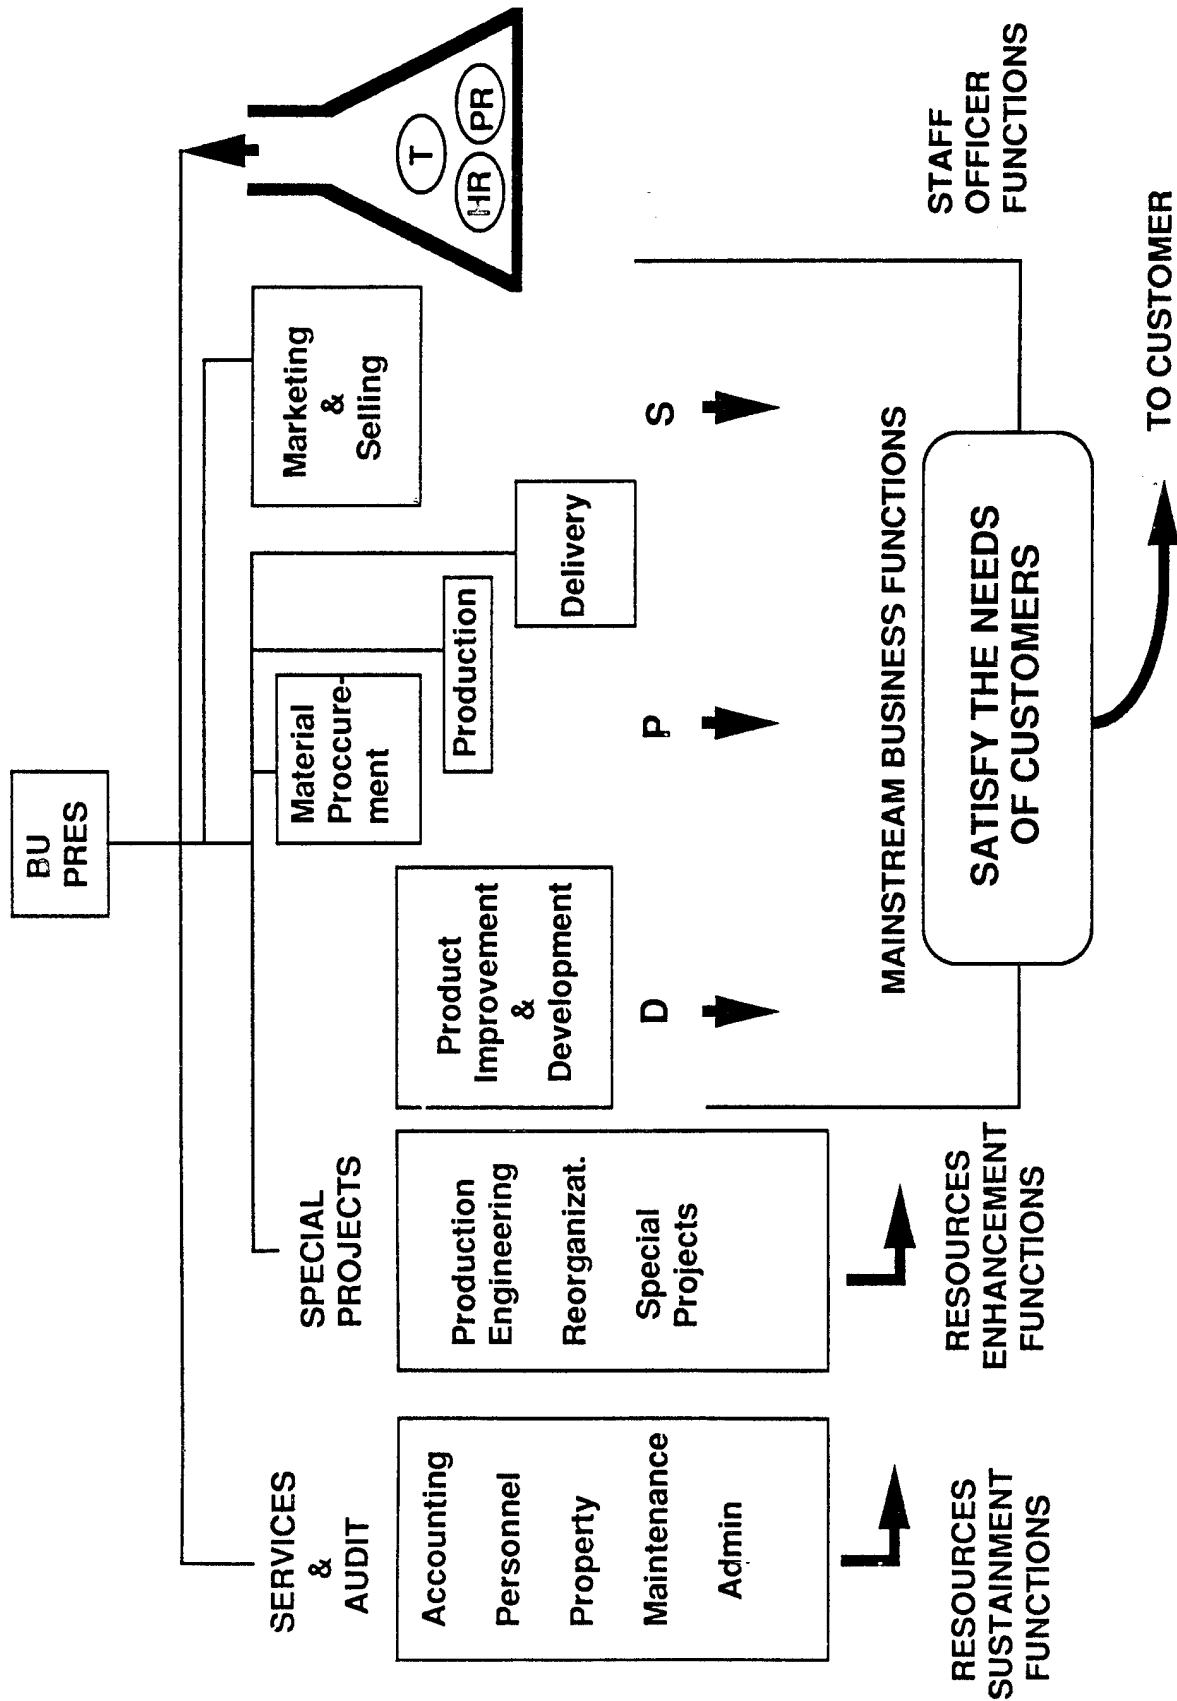 BU
PRES
SERVICES
&
AUDIT
Accounting
Personnel
Property
Maintenance
Admin
RESOURCES
SUSTAINMENT
FUNCTIONS
SPECIAL
PROJECTS
Production
Engineering
Reorganizat.
Special
Projects
RESOURCES
ENHANCEMENT
FUNCTIONS
Product
Improvement
&
Development
D
Material
Proccure-
ment
Production
Delivery
P
Marketing
&
Selling
S
T
HR
PR
STAFF
OFFICER
FUNCTIONS
MAINSTREAM BUSINESS FUNCTIONS
SATISFY THE NEEDS
OF CUSTOMERS
TO CUSTOMER